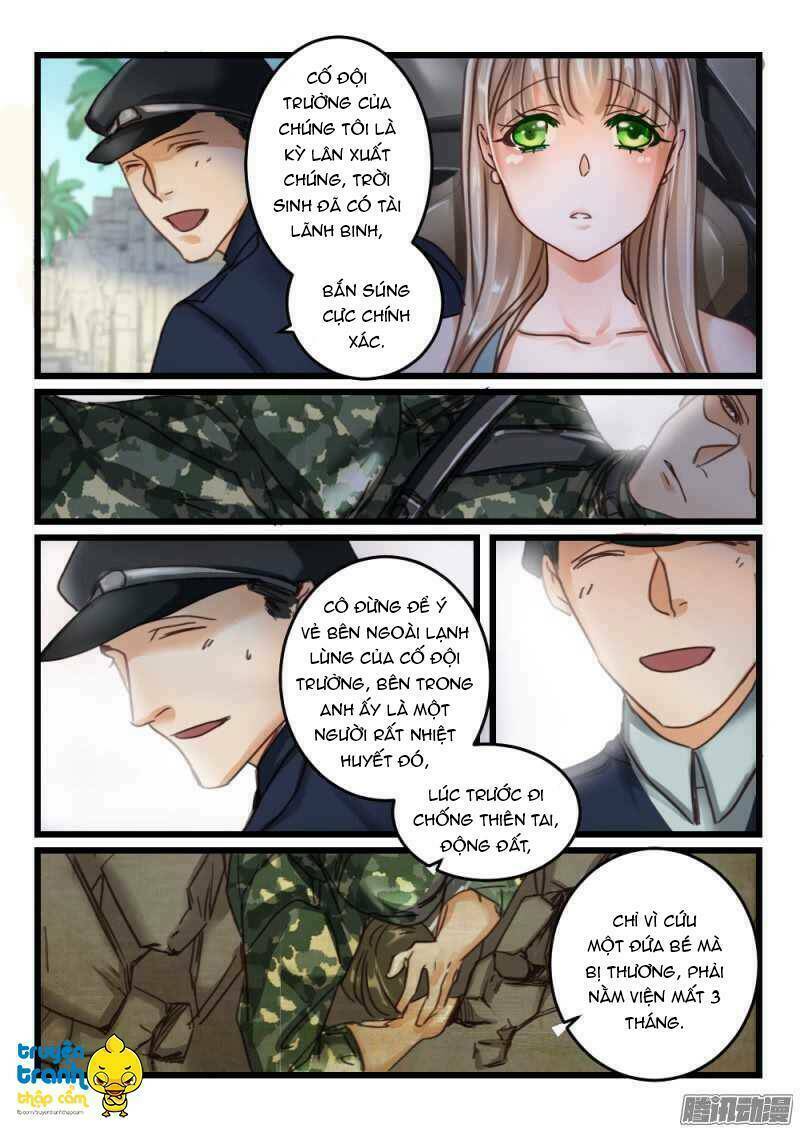 CỐ ĐỘI
TRƯỞNG CỦA
CHÚNG TÔI LÀ
KỲ LÂN XUẤT
CHÚNG, TRỜI
SINH ĐÃ CÓ TÀI
LÃNH BINH,
BẮN SÚNG
CỰC CHÍNH
XÁC.
CÔ ĐỪNG ĐỂ Ý
VẺ BÊN NGOÀI LẠNH
LÙNG CỦA CỐ ĐỘI
TRƯỞNG, BÊN TRONG
ANH ẤY LÀ MỘT
NGƯỜI RẤT NHIỆT
HUYẾT ĐÓ,
LÚC TRƯỚC ĐI
CHỐNG THIÊN TAI,
ĐỘNG ĐẤT,
CHỈ VÌ CỨU
MỘT ĐỨA BÉ MÀ
BỊ THƯƠNG, PHẢI
NẰM VIỆN MẤT 3
THÁNG.
truyện
tranh
thập cẩm
fb.com/truyentranhthapcam
腾讯动漫